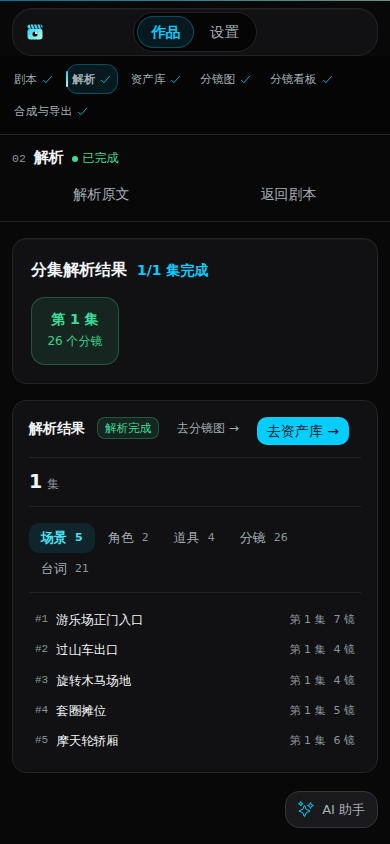 作品 设置
剧本 解析 资产库 分镜图 分镜看板
合成与导出
02 解析 已完成
解析原文 返回剧本
分集解析结果 1/1 集完成
第 1 集
26 个分镜
解析结果 解析完成 去分镜图 → 去资产库 →
1 集
场景 5 角色 2 道具 4 分镜 26
台词 21
#1 游乐场正门入口 第 1 集 7 镜
#2 过山车出口 第 1 集 4 镜
#3 旋转木马场地 第 1 集 4 镜
#4 套圈摊位 第 1 集 5 镜
#5 摩天轮轿厢 第 1 集 6 镜
AI 助手